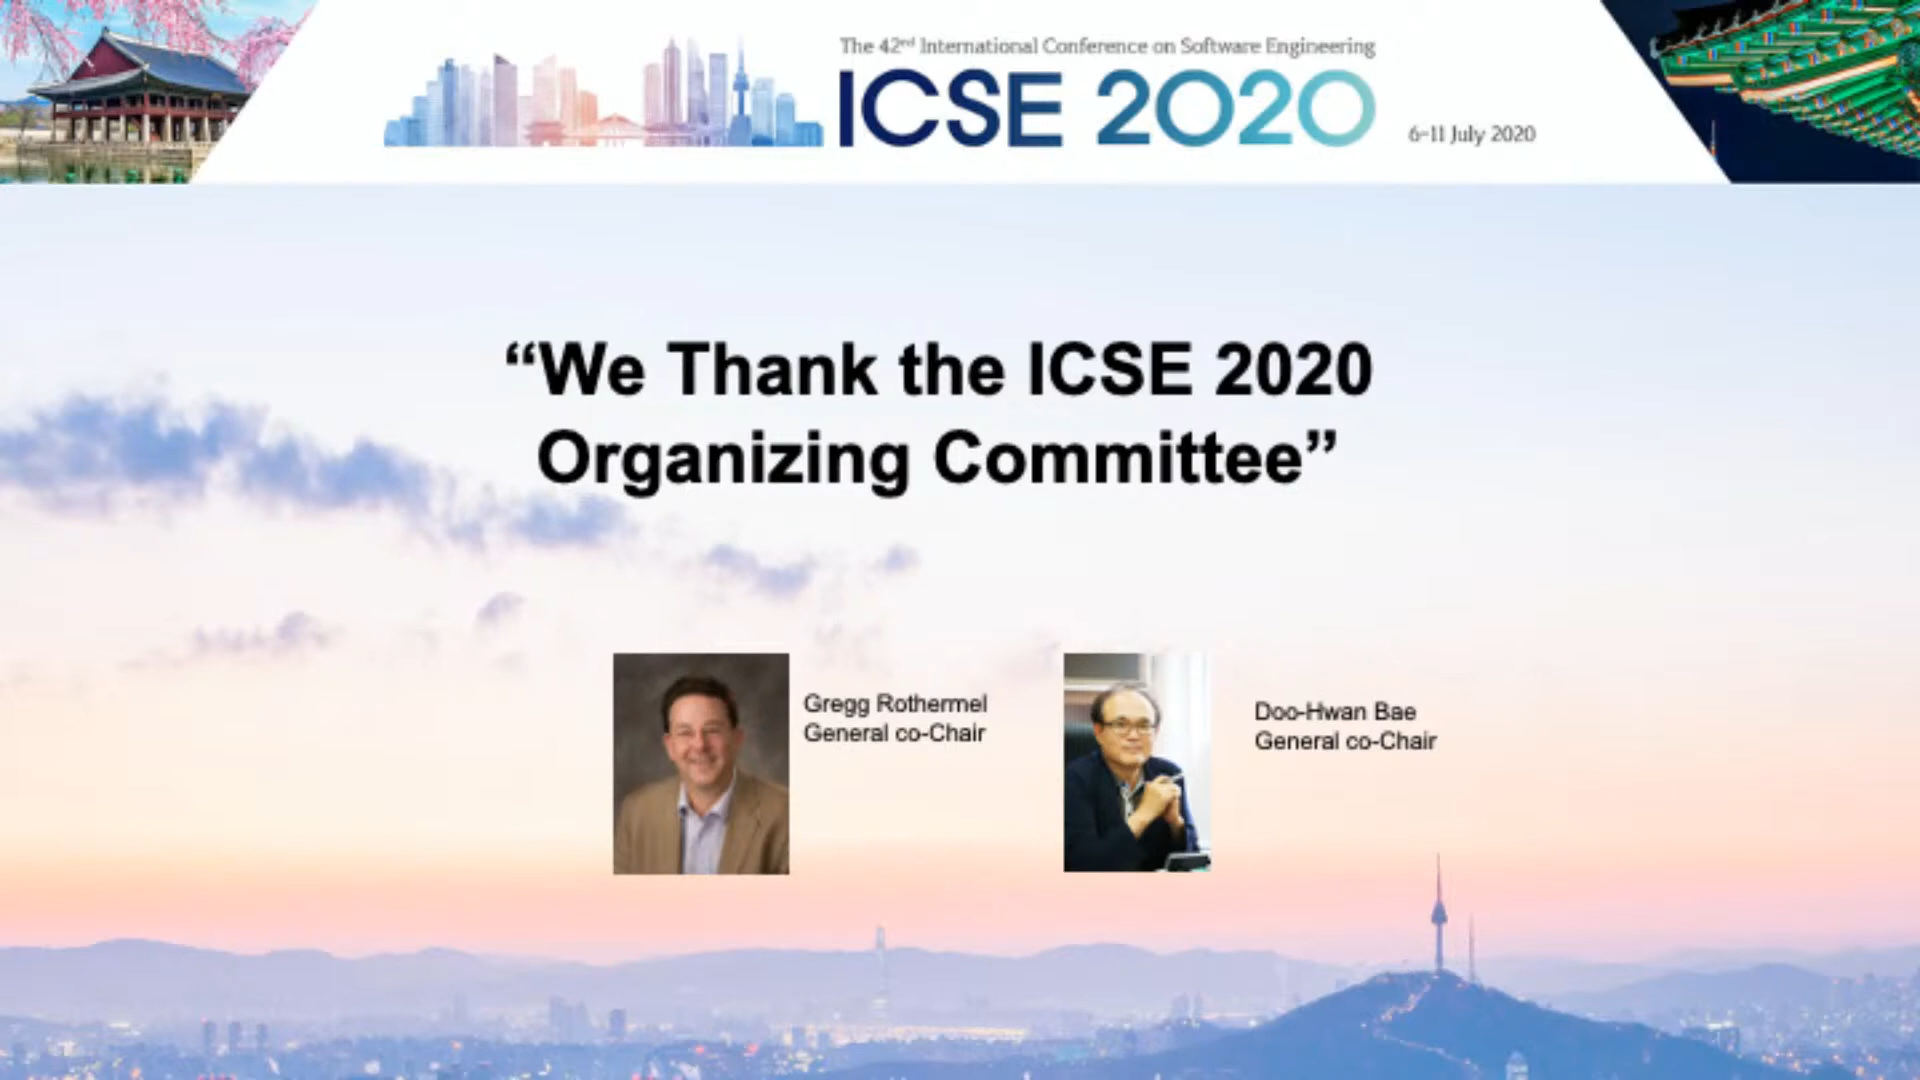 The 42nd International Conference on Software Engineering
ICSE 2020
6-11 July 2020
“We Thank the ICSE 2020
Organizing Committee”
Gregg Rothermel
General co-Chair
Doo-Hwan Bae
General co-Chair